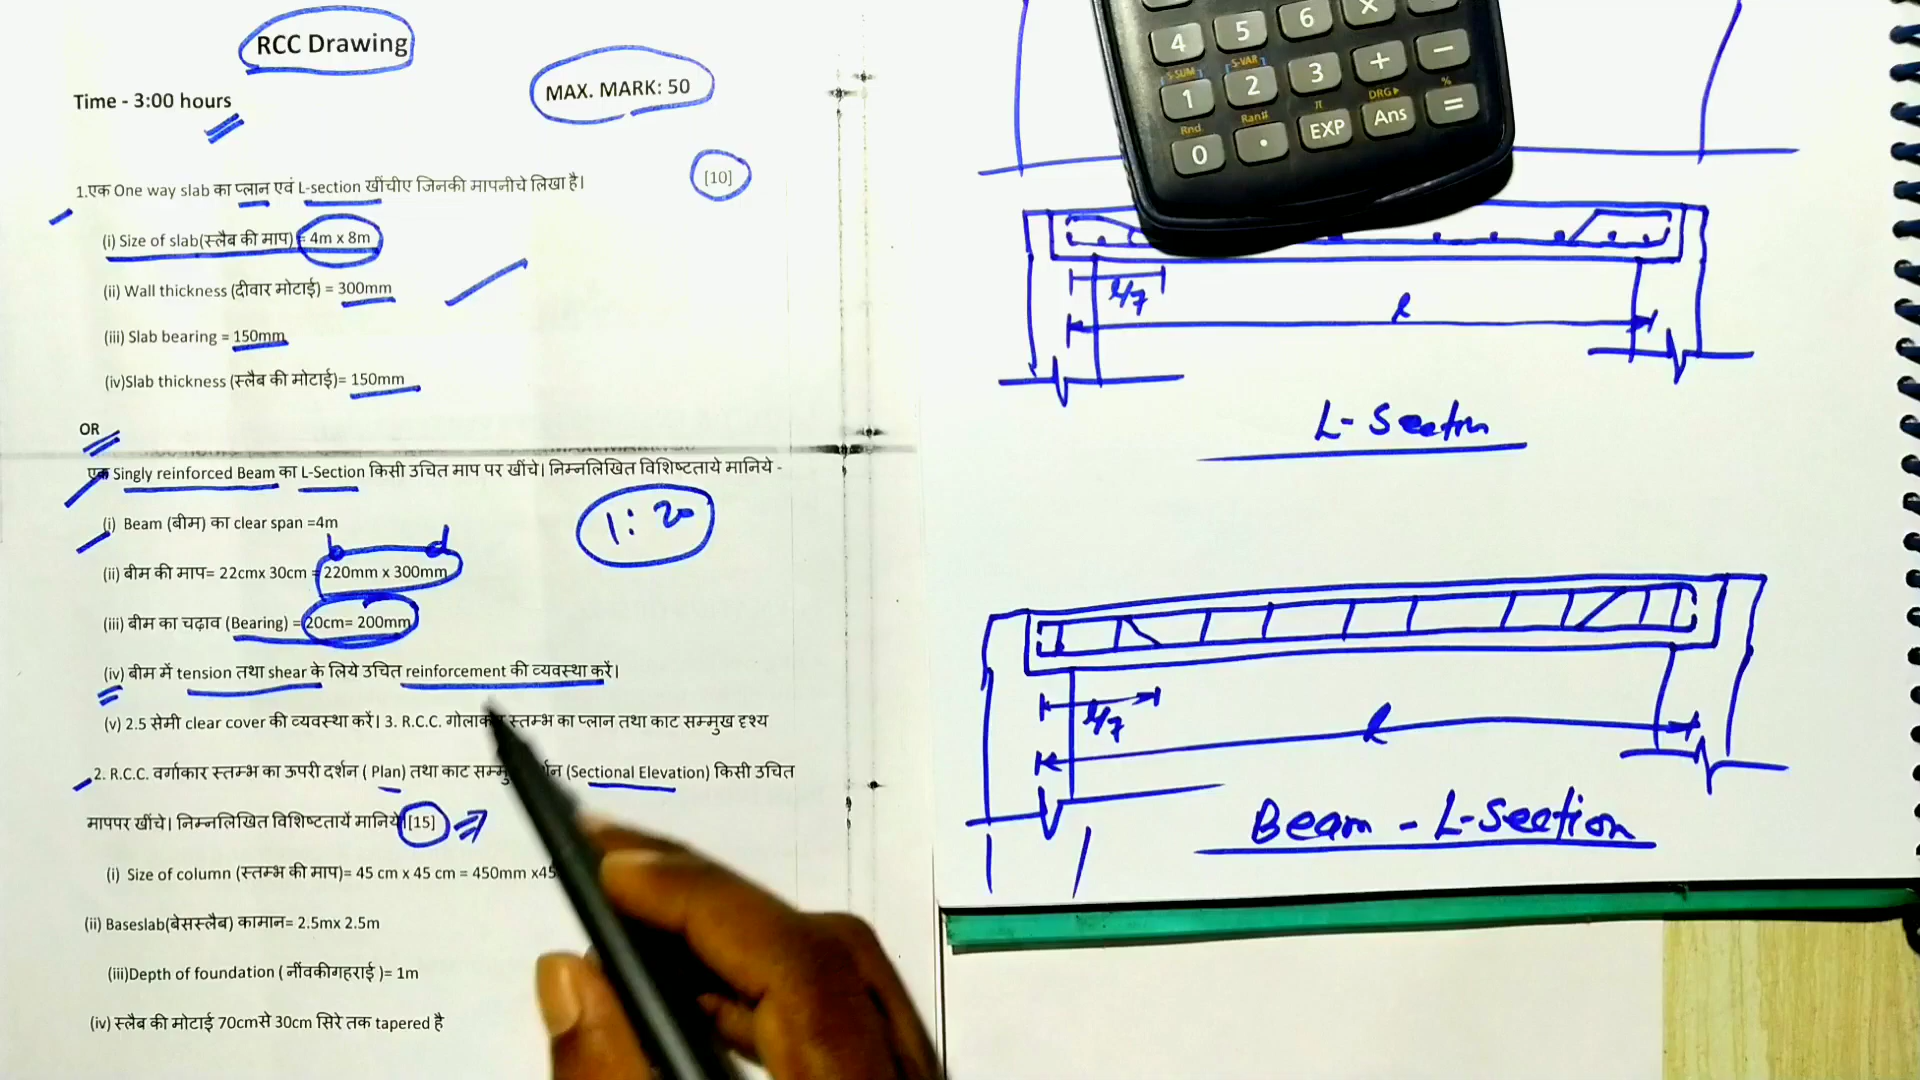 RCC Drawing
MAX. MARK: 50
Time - 3:00 hours
1.एक One way slab का प्लान एवं L-section खींचीए जिनकी मापनीचे लिखा है। [10]
(i) Size of slab(स्लैब की माप) = 4m x 8m
(ii) Wall thickness (दीवार मोटाई) = 300mm
(iii) Slab bearing = 150mm
(iv)Slab thickness (स्लैब की मोटाई)= 150mm
OR
एक Singly reinforced Beam का L-Section किसी उचित माप पर खींचे। निम्नलिखित विशिष्टताये मानिये -
1: 20
(i) Beam (बीम) का clear span =4m
b d
(ii) बीम की माप= 22cmx 30cm = 220mm x 300mm
(iii) बीम का चढ़ाव (Bearing) = 20cm= 200mm
(iv) बीम में tension तथा shear के लिये उचित reinforcement की व्यवस्था करें।
(v) 2.5 सेमी clear cover की व्यवस्था करें। 3. R.C.C. स्तम्भ का प्लान तथा काट सम्मुख दृश्य
2. R.C.C. वर्गाकार स्तम्भ का ऊपरी दर्शन ( Plan) तथा काट (Sectional Elevation) किसी उचित
मापपर खींचे। निम्नलिखित विशिष्टतायें मानिये। [15]
(i) Size of column (स्तम्भ की माप)= 45 cm x 45 cm = 450mm
(ii) Baseslab(बेसस्लैब) कामान= 2.5mx 2.5m
(iii)Depth of foundation ( नींवकीगहराई )= 1m
(iv) स्लैब की मोटाई 70cmसे 30cm सिरे तक tapered है
4 5 6 x
S-SUM S-VAR
1 2 3 + −
Rnd Ran# π DRG▸ %
0 . EXP Ans =
l/7
l
L- Section
l/7
l
Beam - L-Section